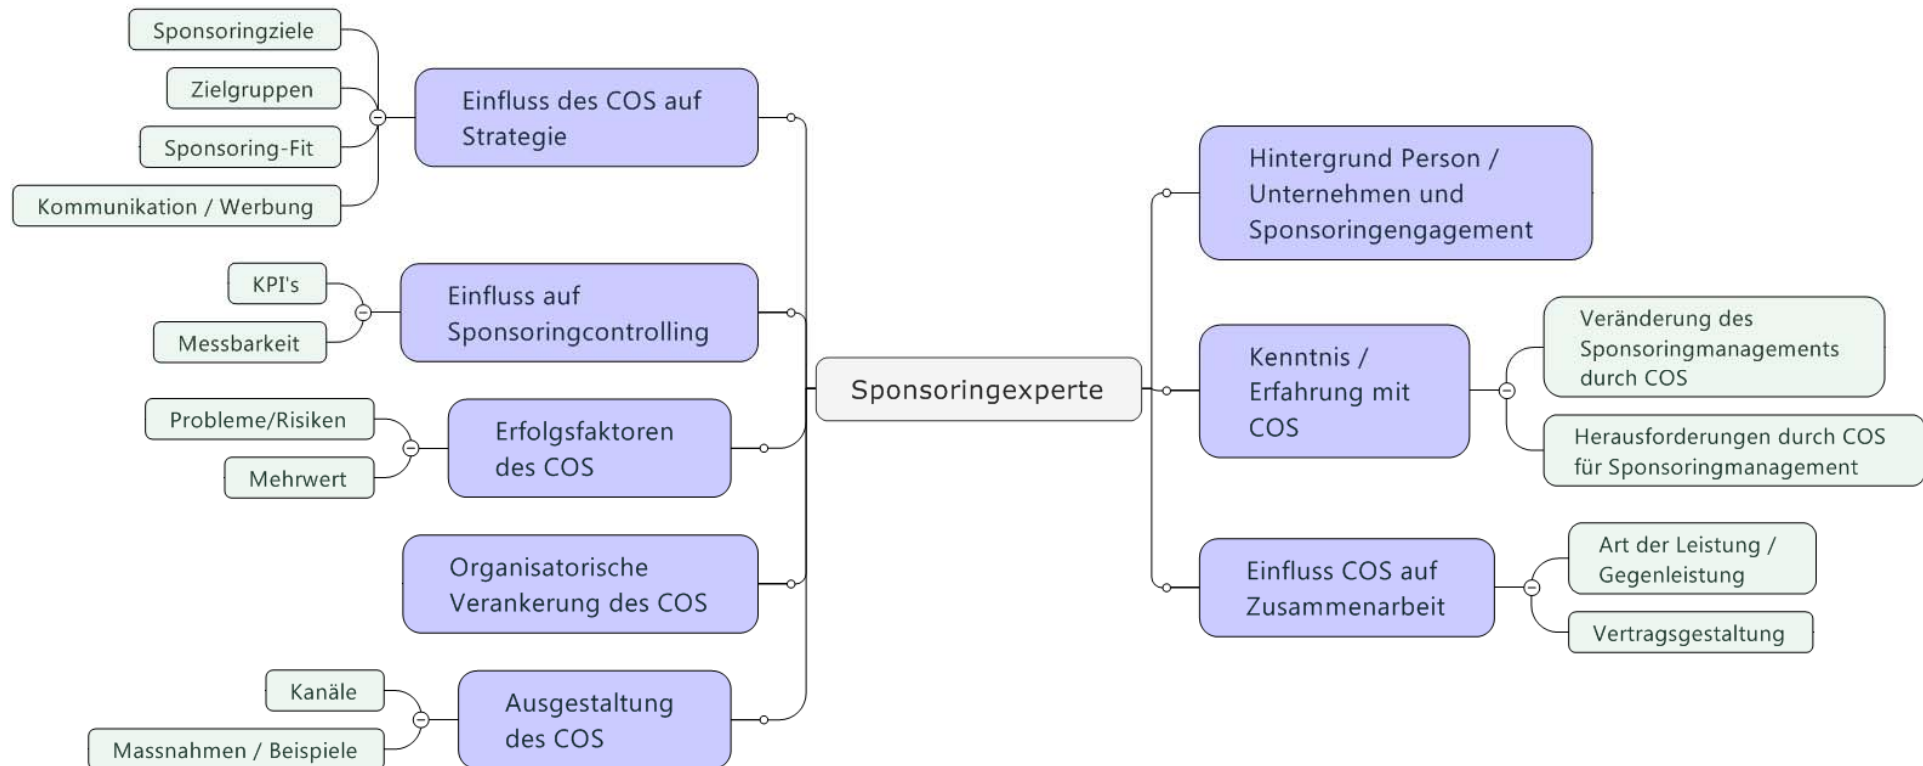 Sponsoringziele
Zielgruppen
Sponsoring-Fit
Kommunikation / Werbung
Einfluss des COS auf
Strategie
KPI's
Messbarkeit
Einfluss auf
Sponsoringcontrolling
Probleme/Risiken
Mehrwert
Erfolgsfaktoren
des COS
Organisatorische
Verankerung des COS
Kanäle
Massnahmen / Beispiele
Ausgestaltung
des COS
Sponsoringexperte
Hintergrund Person /
Unternehmen und
Sponsoringengagement
Kenntnis /
Erfahrung mit
COS
Veränderung des
Sponsoringmanagements
durch COS
Herausforderungen durch COS
für Sponsoringmanagement
Einfluss COS auf
Zusammenarbeit
Art der Leistung /
Gegenleistung
Vertragsgestaltung